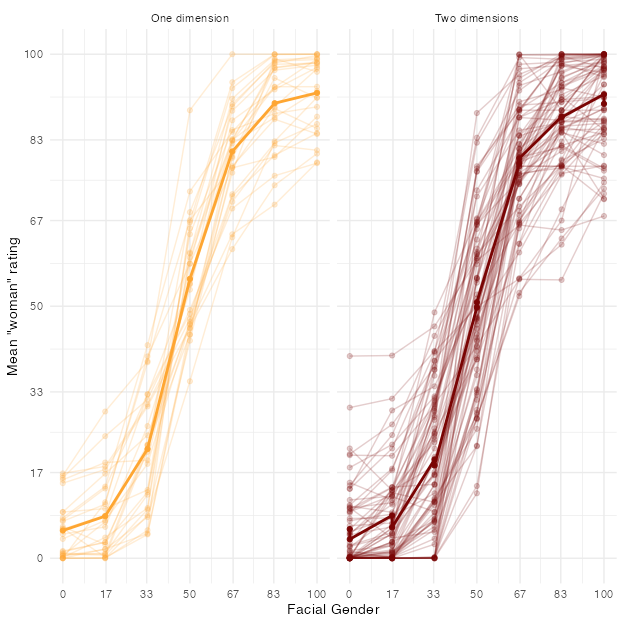 One dimension Two dimensions
100
83
67
50
33
17
0
Mean "woman" rating
0 17 33 50 67 83 100 0 17 33 50 67 83 100
Facial Gender